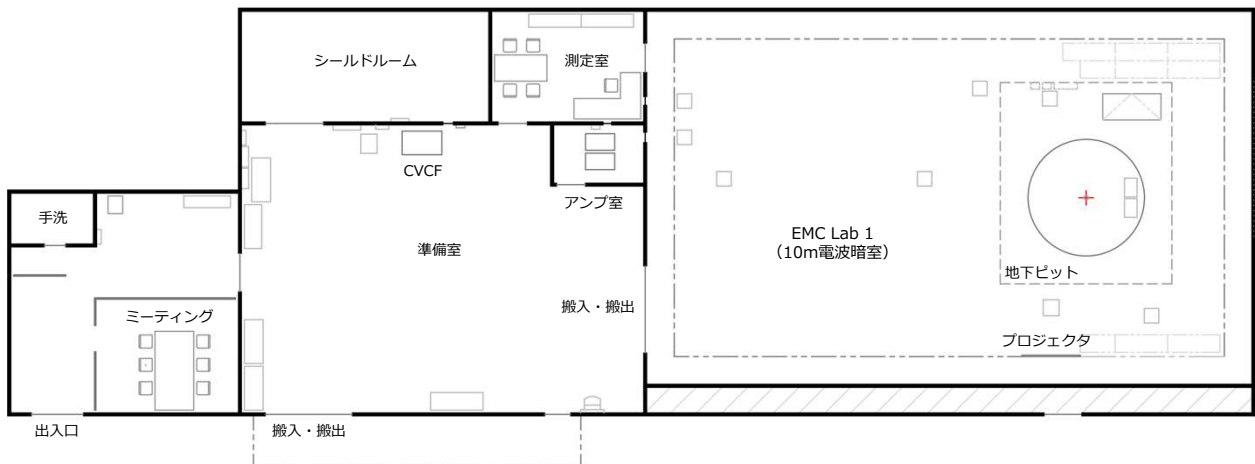 シールドルーム
測定室
CVCF
アンプ室
手洗
準備室
EMC Lab 1
（10m電波暗室）
地下ピット
搬入・搬出
ミーティング
プロジェクタ
出入口
搬入・搬出